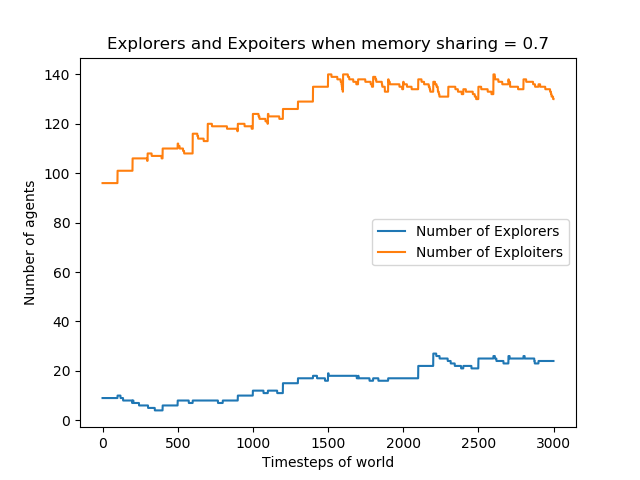 Explorers and Expoiters when memory sharing = 0.7
140
120
100
80
60
40
20
0
Number of agents
Number of Explorers
Number of Exploiters
0 500 1000 1500 2000 2500 3000
Timesteps of world